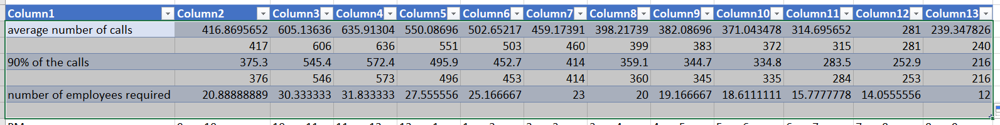 Column1 Column2 Column3 Column4 Column5 Column6 Column7 Column8 Column9 Column10 Column11 Column12 Column13
average number of calls 416.8695652 605.13636 635.91304 550.08696 502.65217 459.17391 398.21739 382.08696 371.043478 314.695652 281 239.347826
417 606 636 551 503 460 399 383 372 315 281 240
90% of the calls 375.3 545.4 572.4 495.9 452.7 414 359.1 344.7 334.8 283.5 252.9 216
376 546 573 496 453 414 360 345 335 284 253 216
number of employees required 20.88888889 30.333333 31.833333 27.555556 25.166667 23 20 19.166667 18.6111111 15.7777778 14.0555556 12